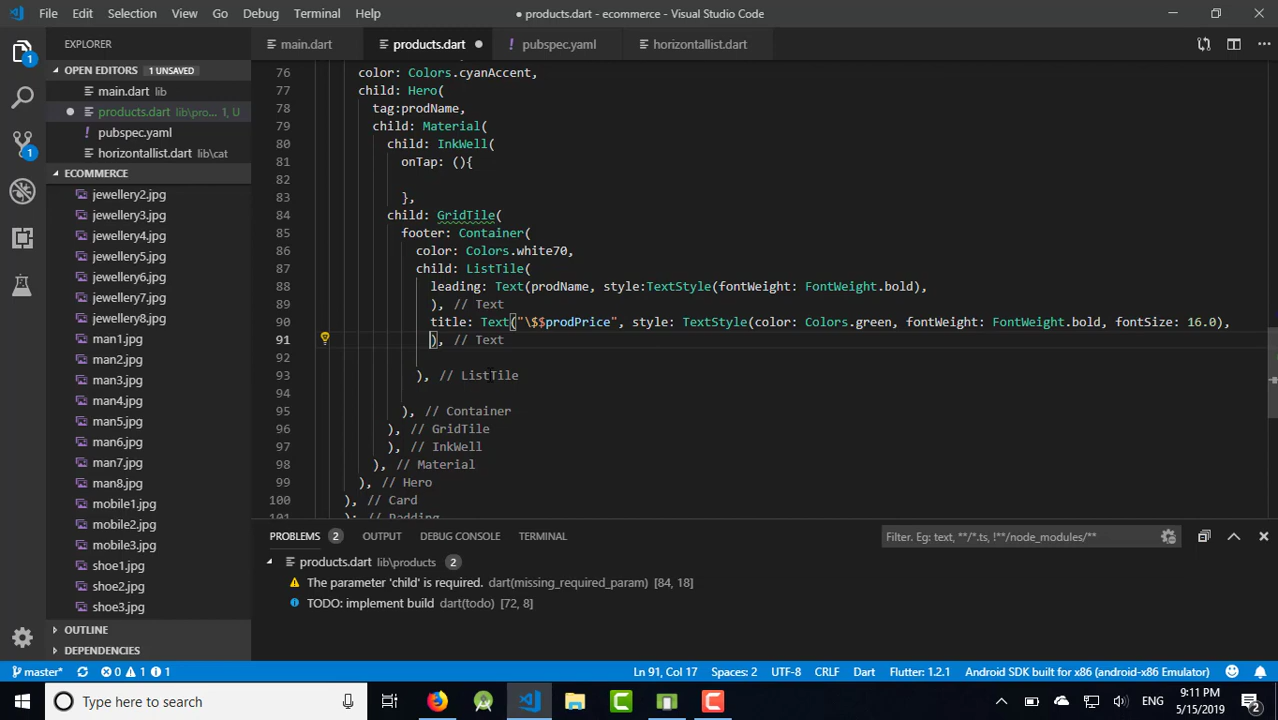 File Edit Selection View Go Debug Terminal Help
● products.dart - ecommerce - Visual Studio Code
EXPLORER
main.dart
products.dart
pubspec.yaml
horizontallist.dart
1
OPEN EDITORS 1 UNSAVED
main.dart lib
products.dart lib\pro... 1, U
pubspec.yaml
horizontallist.dart lib\cat
1
ECOMMERCE
jewellery2.jpg
jewellery3.jpg
jewellery4.jpg
jewellery5.jpg
jewellery6.jpg
jewellery7.jpg
man1.jpg
man2.jpg
man3.jpg
man4.jpg
man5.jpg
man6.jpg
man7.jpg
man8.jpg
mobile1.jpg
mobile2.jpg
mobile3.jpg
shoe1.jpg
shoe2.jpg
shoe3.jpg
OUTLINE
DEPENDENCIES
76 color: Colors.cyanAccent,
77 child: Hero(
78 tag:prodName,
79 child: Material(
80 child: InkWell(
81 onTap: (){
82
83 },
84 child: GridTile(
85 footer: Container(
86 color: Colors.white70,
87 child: ListTile(
88 leading: Text(prodName, style:TextStyle(fontWeight: FontWeight.bold),
89 ), // Text
90 title: Text("\$$prodPrice", style: TextStyle(color: Colors.green, fontWeight: FontWeight.bold, fontSize: 16.0),
91 ), // Text
92
93 ), // ListTile
94
95 ), // Container
96 ), // GridTile
97 ), // InkWell
98 ), // Material
99 ), // Hero
100 ), // Card
101 ); // Padding
PROBLEMS 2 OUTPUT DEBUG CONSOLE TERMINAL
Filter. Eg: text, **/*.ts, !**/node_modules/**
products.dart lib\products 2
The parameter 'child' is required. dart(missing_required_param) [84, 18]
TODO: implement build dart(todo) [72, 8]
master* 0 1 1
Ln 91, Col 17 Spaces: 2 UTF-8 CRLF Dart Flutter: 1.2.1 Android SDK built for x86 (android-x86 Emulator)
Type here to search
ENG
9:11 PM
5/15/2019
2